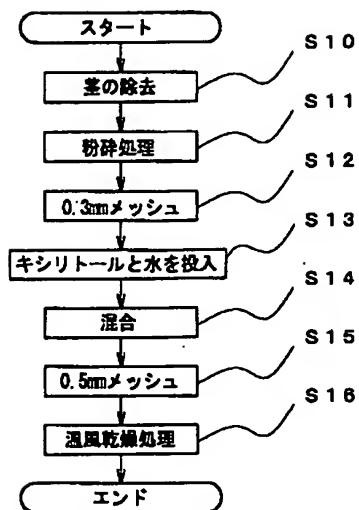 スタート
S10
茎の除去
S11
粉砕処理
S12
0.3mmメッシュ
S13
キシリトールと水を投入
S14
混合
S15
0.5mmメッシュ
S16
温風乾燥処理
エンド